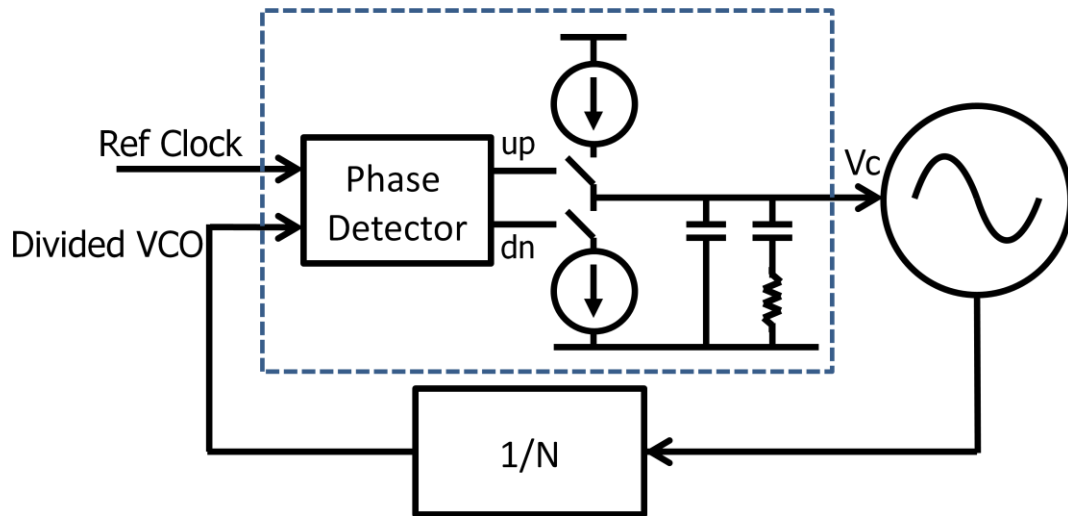 Ref Clock
Divided VCO
Phase
Detector
up
dn
Vc
1/N